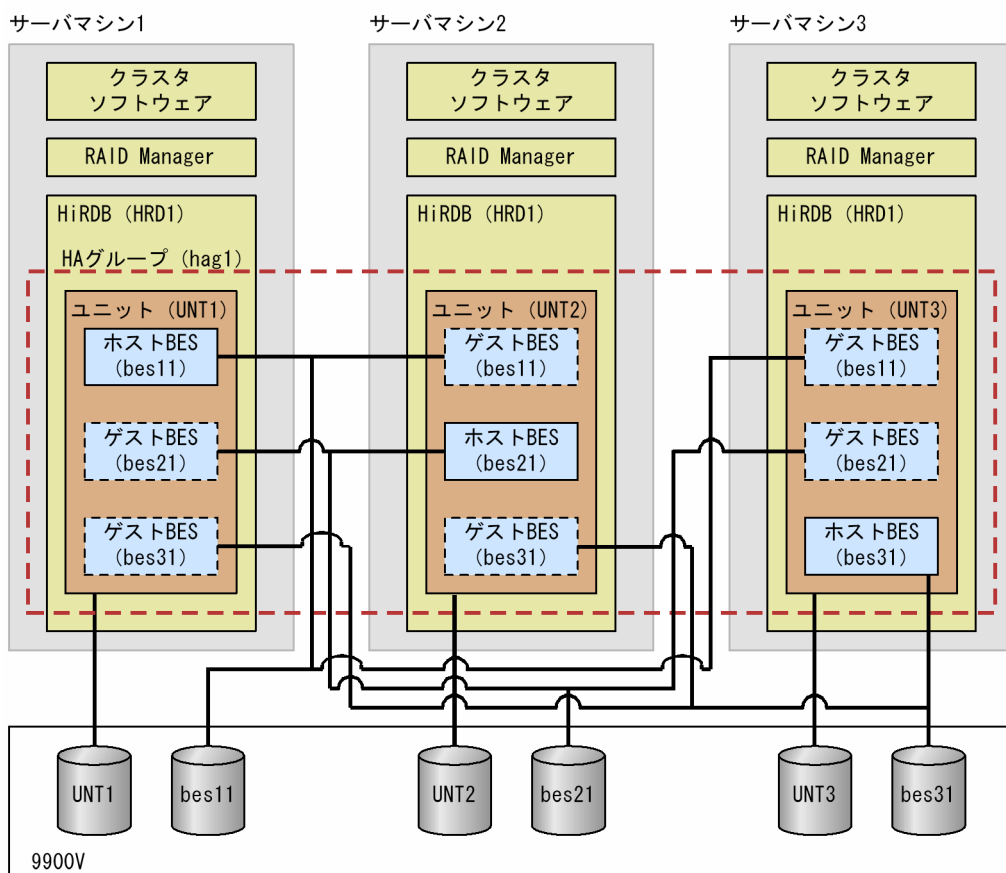 サーバマシン1
サーバマシン2
サーバマシン3
クラスタ
ソフトウェア
RAID Manager
HiRDB (HRD1)
HAグループ (hag1)
ユニット (UNT1)
ホストBES
(bes11)
ゲストBES
(bes21)
ゲストBES
(bes31)
クラスタ
ソフトウェア
RAID Manager
HiRDB (HRD1)
ユニット (UNT2)
ゲストBES
(bes11)
ホストBES
(bes21)
ゲストBES
(bes31)
クラスタ
ソフトウェア
RAID Manager
HiRDB (HRD1)
ユニット (UNT3)
ゲストBES
(bes11)
ゲストBES
(bes21)
ホストBES
(bes31)
UNT1
bes11
UNT2
bes21
UNT3
bes31
9900V